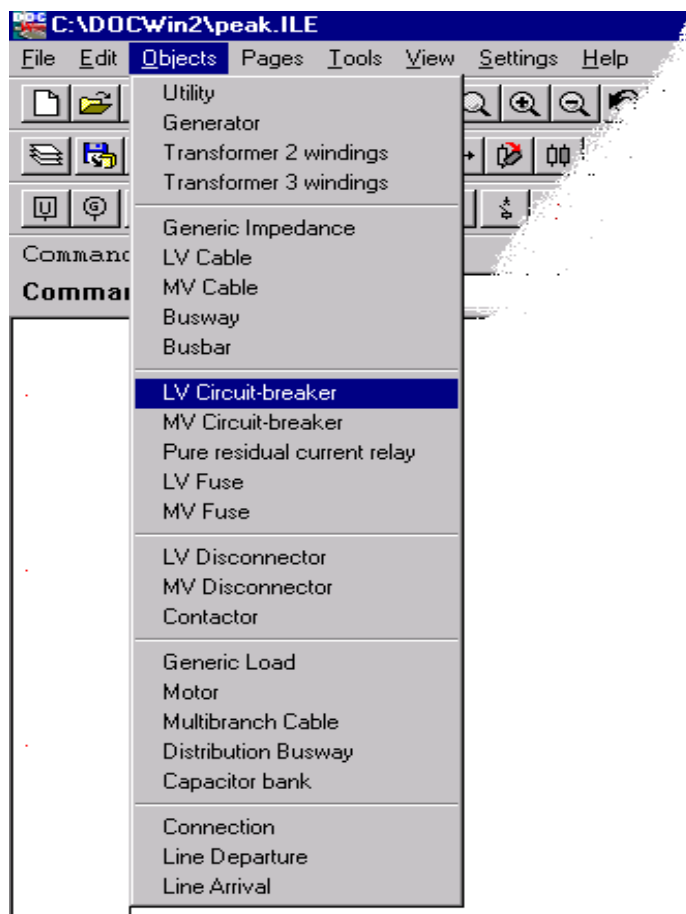 C:\DOCWin2\peak.ILE
File Edit Objects Pages Tools View Settings Help
Utility
Generator
Transformer 2 windings
Transformer 3 windings
Generic Impedance
LV Cable
MV Cable
Busway
Busbar
LV Circuit-breaker
MV Circuit-breaker
Pure residual current relay
LV Fuse
MV Fuse
LV Disconnector
MV Disconnector
Contactor
Generic Load
Motor
Multibranch Cable
Distribution Busway
Capacitor bank
Connection
Line Departure
Line Arrival